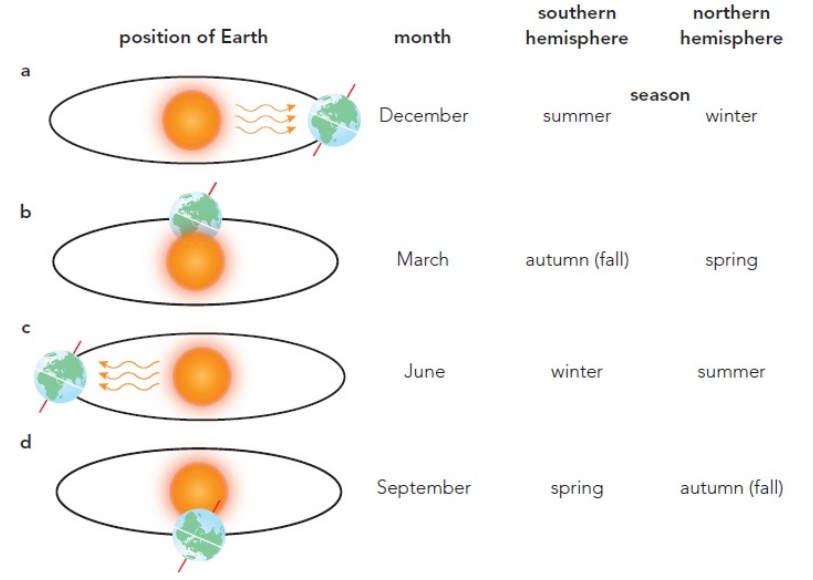 southern northern
position of Earth month hemisphere hemisphere
a
season
December summer winter
b
March autumn (fall) spring
c
June winter summer
d
September spring autumn (fall)